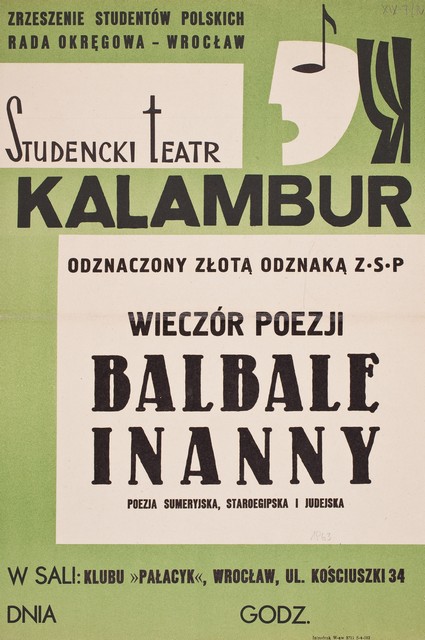 ZRZESZENIE STUDENTÓW POLSKICH
RADA OKRĘGOWA – WROCŁAW
STUDENCKI TEATR
KALAMBUR
ODZNACZONY ZŁOTĄ ODZNAKĄ Z·S·P
WIECZÓR POEZJI
BALBALE
INANNY
POEZJA SUMERYJSKA, STAROEGIPSKA I JUDEJSKA
W SALI: KLUBU »PAŁACYK«, WROCŁAW, UL. KOŚCIUSZKI 34
DNIA GODZ.